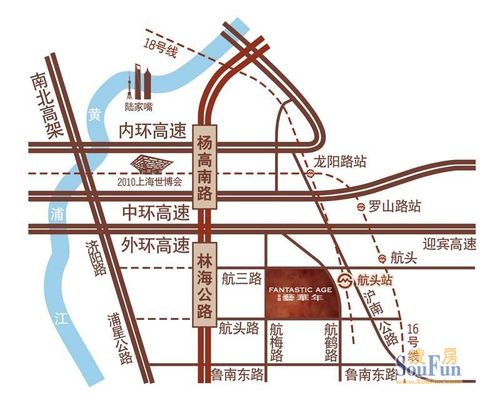 18号线
陆家嘴
南北高架
黄
浦
江
内环高速
杨高南路
龙阳路站
2010上海世博会
罗山路站
中环高速
外环高速
迎宾高速
济阳路
林海公路
航头
航三路
FANTASTIC AGE
藝華年
航头站
沪南公路
浦星公路
航头路
航梅路
航鹤路
16号线
鲁南东路
鲁南东路
搜房
SouFun